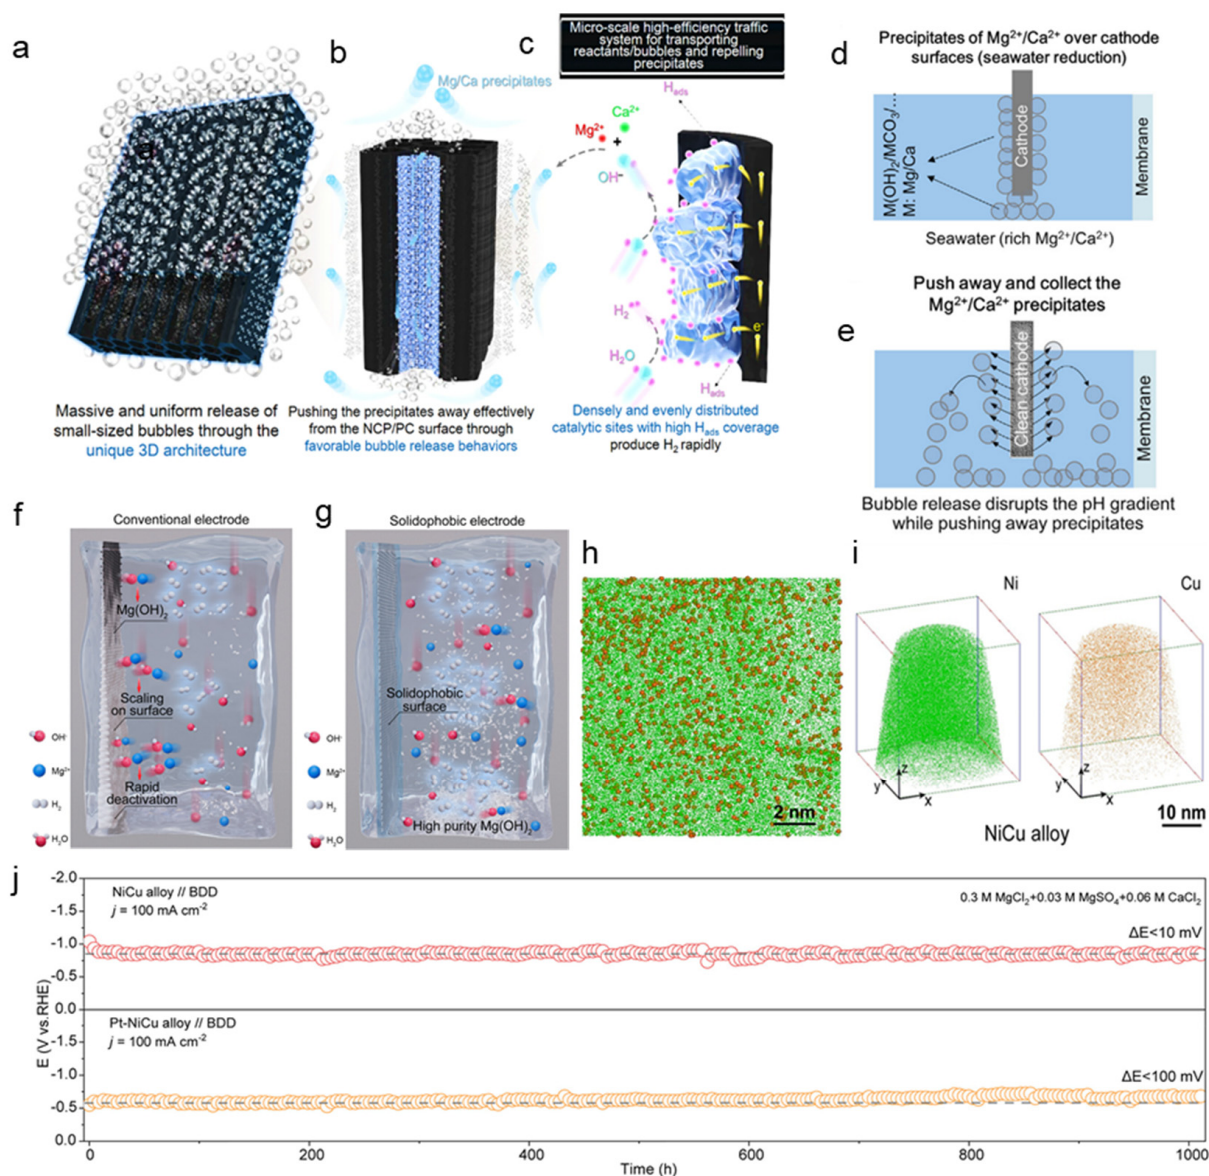 a
b
c
d
e
f
g
h
i
j
a
Massive and uniform release of
small-sized bubbles through the
unique 3D architecture
Mg/Ca precipitates
Pushing the precipitates away effectively
from the NCP/PC surface through
favorable bubble release behaviors
Micro-scale high-efficiency traffic
system for transporting
reactants/bubbles and repelling
precipitates
H_ads
Ca²⁺
Mg²⁺
+
OH⁻
H₂
H₂O
e⁻
H_ads
Densely and evenly distributed
catalytic sites with high H_ads coverage
produce H₂ rapidly
Precipitates of Mg²⁺/Ca²⁺ over cathode
surfaces (seawater reduction)
M(OH)₂/MCO₃/...
M: Mg/Ca
Cathode
Membrane
Seawater (rich Mg²⁺/Ca²⁺)
Push away and collect the
Mg²⁺/Ca²⁺ precipitates
Clean cathode
Membrane
Bubble release disrupts the pH gradient
while pushing away precipitates
Conventional electrode
Mg(OH)₂
Scaling
on surface
Rapid
deactivation
OH⁻
Mg²⁺
H₂
H₂O
Solidophobic electrode
Solidophobic
surface
High purity Mg(OH)₂
OH⁻
Mg²⁺
H₂
H₂O
2 nm
Ni
Cu
z
y
x
z
y
x
NiCu alloy
10 nm
E (V vs.RHE)
-2.0
-1.5
-1.0
-0.5
0.0
-1.5
-1.0
-0.5
0.0
NiCu alloy // BDD
j = 100 mA cm⁻²
0.3 M MgCl₂+0.03 M MgSO₄+0.06 M CaCl₂
ΔE<10 mV
Pt-NiCu alloy // BDD
j = 100 mA cm⁻²
ΔE<100 mV
0
200
400
600
800
1000
Time (h)